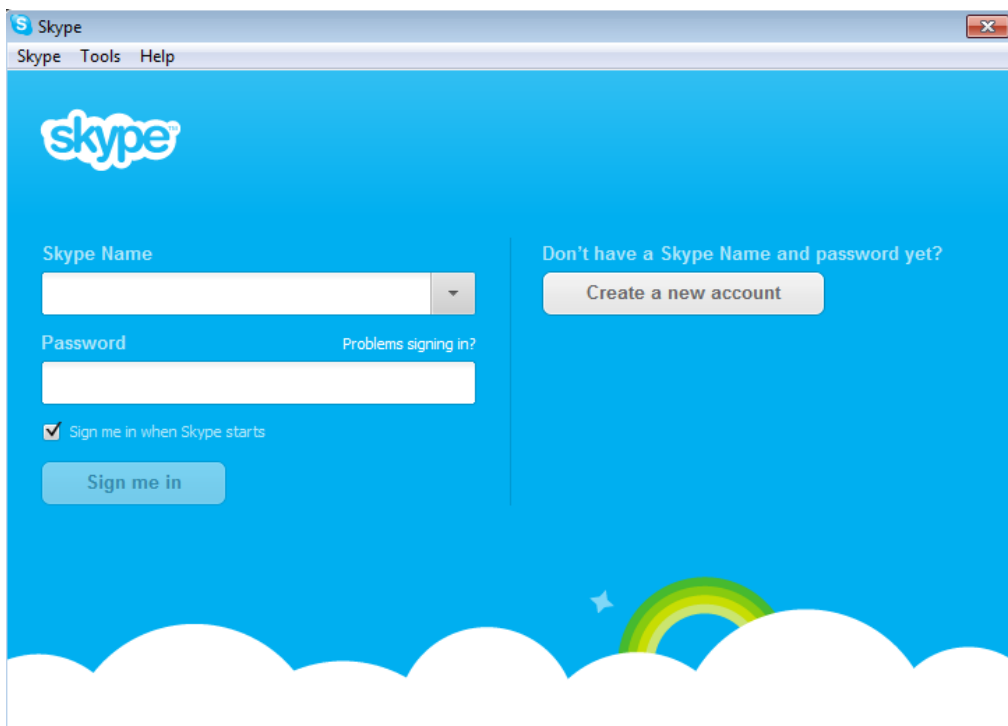 Skype
Skype Tools Help
skype™
Skype Name
Password
Problems signing in?
Sign me in when Skype starts
Sign me in
Don't have a Skype Name and password yet?
Create a new account